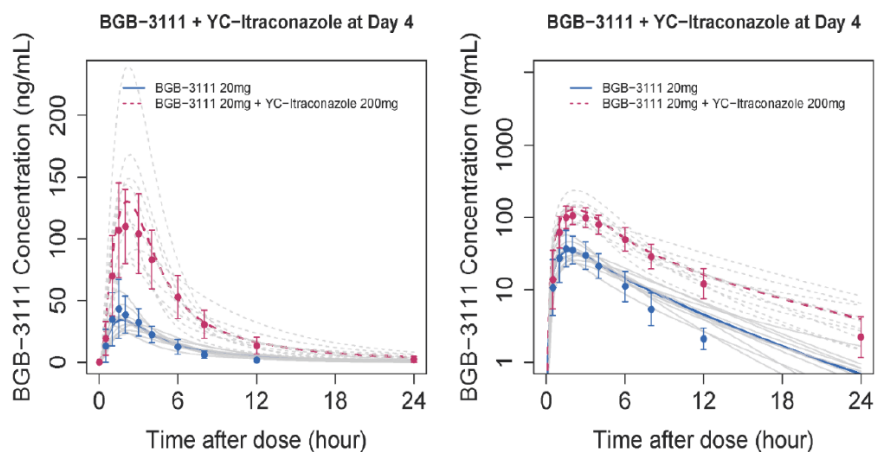 BGB−3111 + YC−Itraconazole at Day 4
BGB−3111 20mg
BGB−3111 20mg + YC−Itraconazole 200mg
BGB−3111 Concentration (ng/mL)
200
150
100
50
0
0
6
12
18
24
Time after dose (hour)
BGB−3111 + YC−Itraconazole at Day 4
BGB−3111 20mg
BGB−3111 20mg + YC−Itraconazole 200mg
BGB−3111 Concentration (ng/mL)
1000
100
10
1
0
6
12
18
24
Time after dose (hour)